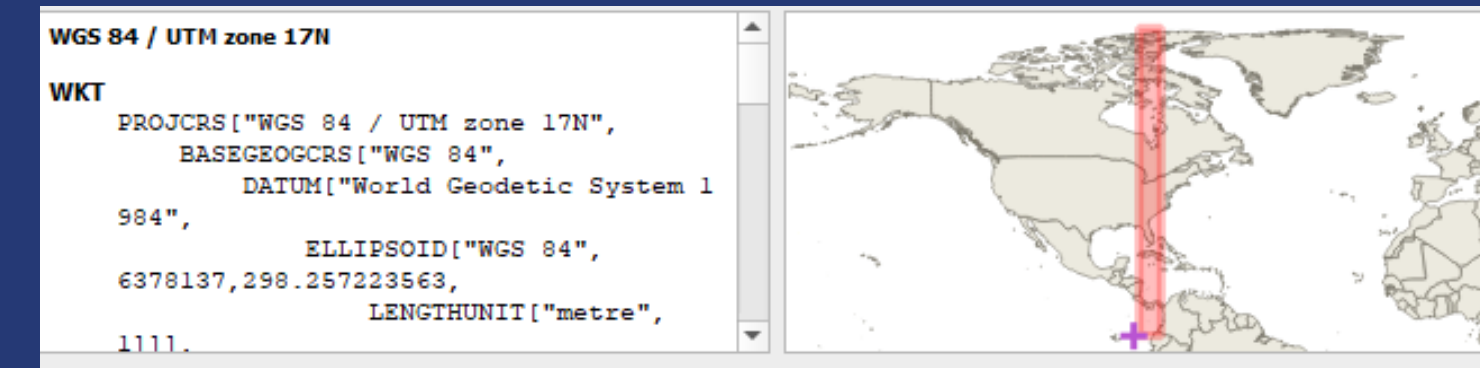 WGS 84 / UTM zone 17N
WKT
PROJCRS["WGS 84 / UTM zone 17N",
BASEGEOGCRS["WGS 84",
DATUM["World Geodetic System 1
984",
ELLIPSOID["WGS 84",
6378137,298.257223563,
LENGTHUNIT["metre",
1]]],